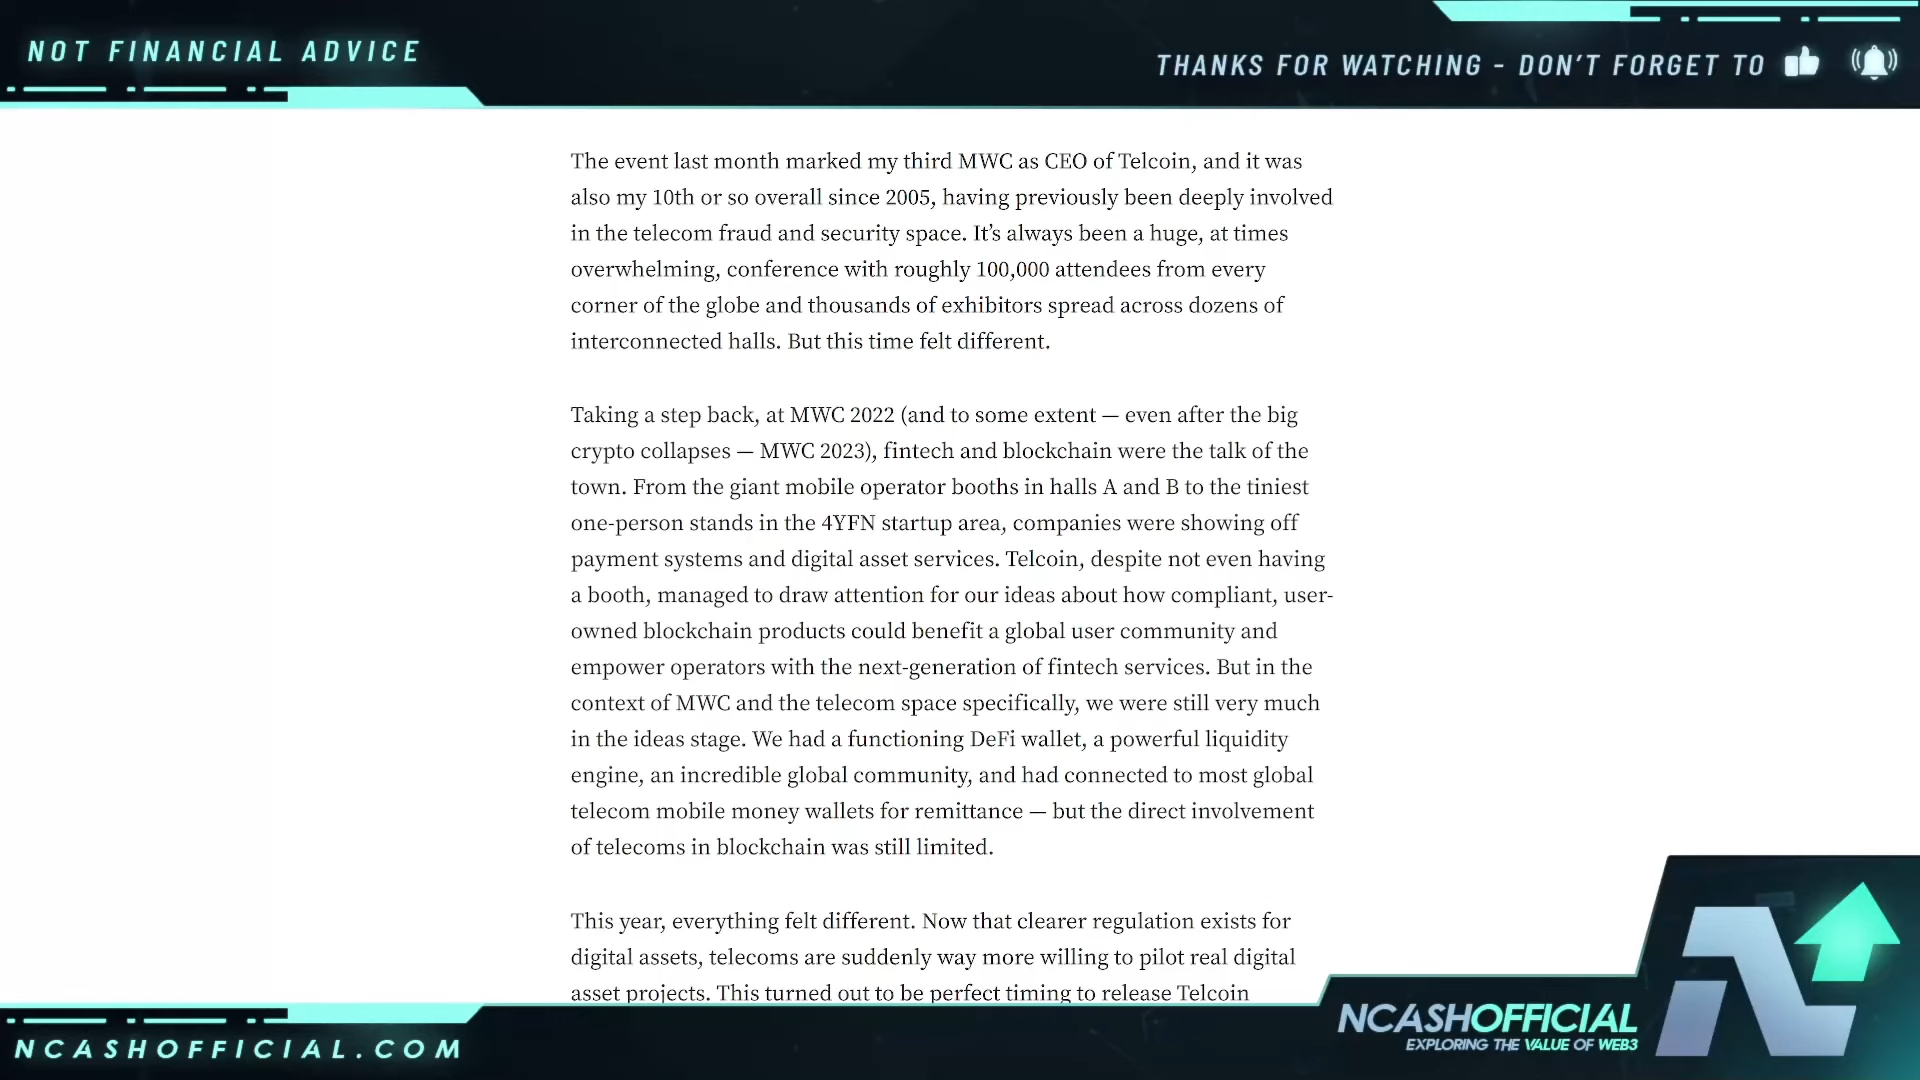 NOT FINANCIAL ADVICE
THANKS FOR WATCHING - DON'T FORGET TO
The event last month marked my third MWC as CEO of Telcoin, and it was
also my 10th or so overall since 2005, having previously been deeply involved
in the telecom fraud and security space. It’s always been a huge, at times
overwhelming, conference with roughly 100,000 attendees from every
corner of the globe and thousands of exhibitors spread across dozens of
interconnected halls. But this time felt different.
Taking a step back, at MWC 2022 (and to some extent — even after the big
crypto collapses — MWC 2023), fintech and blockchain were the talk of the
town. From the giant mobile operator booths in halls A and B to the tiniest
one-person stands in the 4YFN startup area, companies were showing off
payment systems and digital asset services. Telcoin, despite not even having
a booth, managed to draw attention for our ideas about how compliant, user-
owned blockchain products could benefit a global user community and
empower operators with the next-generation of fintech services. But in the
context of MWC and the telecom space specifically, we were still very much
in the ideas stage. We had a functioning DeFi wallet, a powerful liquidity
engine, an incredible global community, and had connected to most global
telecom mobile money wallets for remittance — but the direct involvement
of telecoms in blockchain was still limited.
This year, everything felt different. Now that clearer regulation exists for
digital assets, telecoms are suddenly way more willing to pilot real digital
asset projects. This turned out to be perfect timing to release Telcoin
NCASHOFFICIAL.COM
NCASHOFFICIAL
EXPLORING THE VALUE OF WEB3